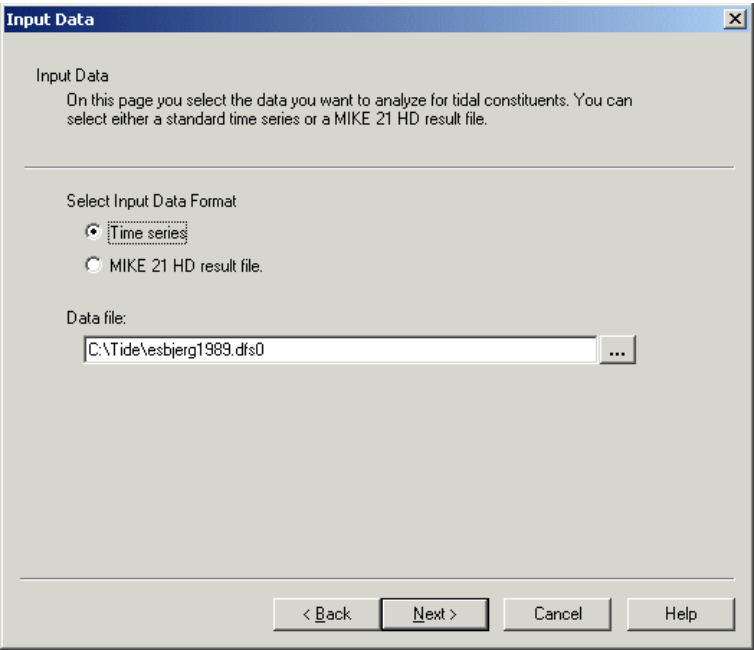 Input Data
Input Data
On this page you select the data you want to analyze for tidal constituents. You can
select either a standard time series or a MIKE 21 HD result file.
Select Input Data Format
Time series
MIKE 21 HD result file.
Data file:
C:\Tide\esbjerg1989.dfs0
...
< Back
Next >
Cancel
Help